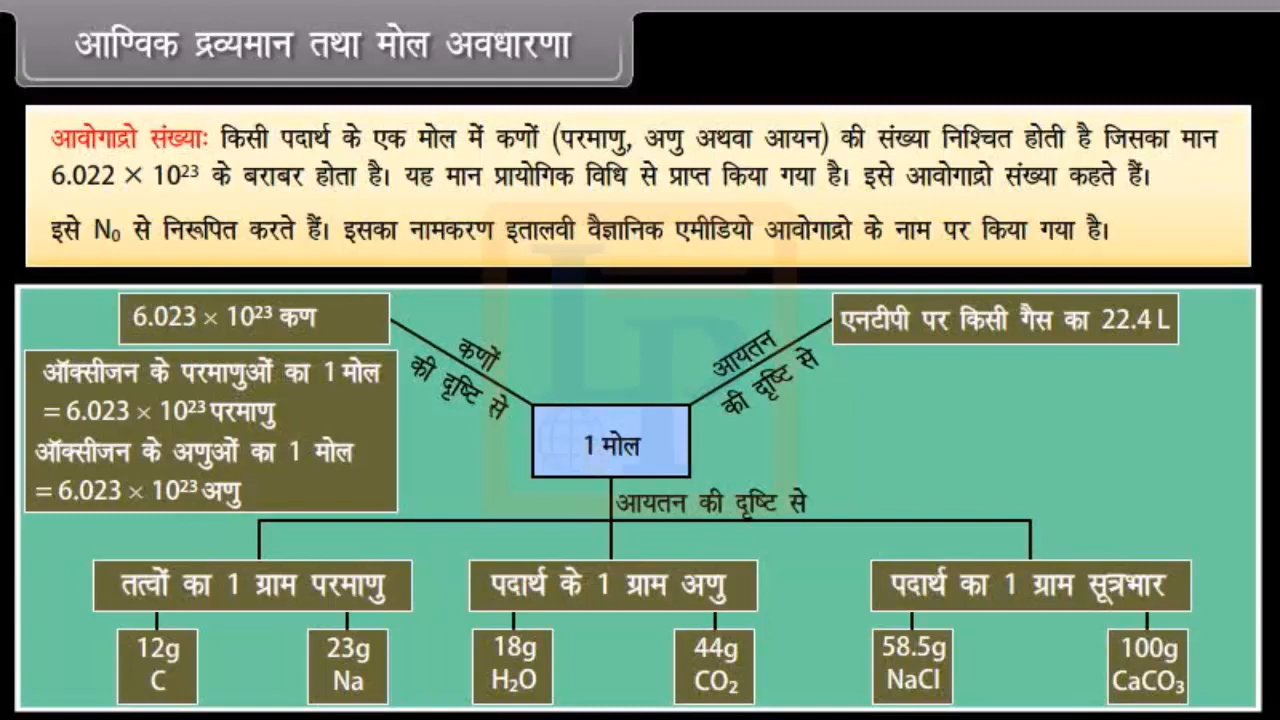 आण्विक द्रव्यमान तथा मोल अवधारणा
आवोगाद्रो संख्याः किसी पदार्थ के एक मोल में कणों (परमाणु, अणु अथवा आयन) की संख्या निश्चित होती है जिसका मान
6.022 × 10²³ के बराबर होता है। यह मान प्रायोगिक विधि से प्राप्त किया गया है। इसे आवोगाद्रो संख्या कहते हैं।
इसे N₀ से निरूपित करते हैं। इसका नामकरण इतालवी वैज्ञानिक एमीडियो आवोगाद्रो के नाम पर किया गया है।
6.023 × 10²³ कण
एनटीपी पर किसी गैस का 22.4 L
कणों
की दृष्टि से
आयतन
की दृष्टि से
ऑक्सीजन के परमाणुओं का 1 मोल
= 6.023 × 10²³ परमाणु
ऑक्सीजन के अणुओं का 1 मोल
= 6.023 × 10²³ अणु
1 मोल
आयतन की दृष्टि से
तत्वों का 1 ग्राम परमाणु
पदार्थ के 1 ग्राम अणु
पदार्थ का 1 ग्राम सूत्रभार
12g
C
23g
Na
18g
H₂O
44g
CO₂
58.5g
NaCl
100g
CaCO₃